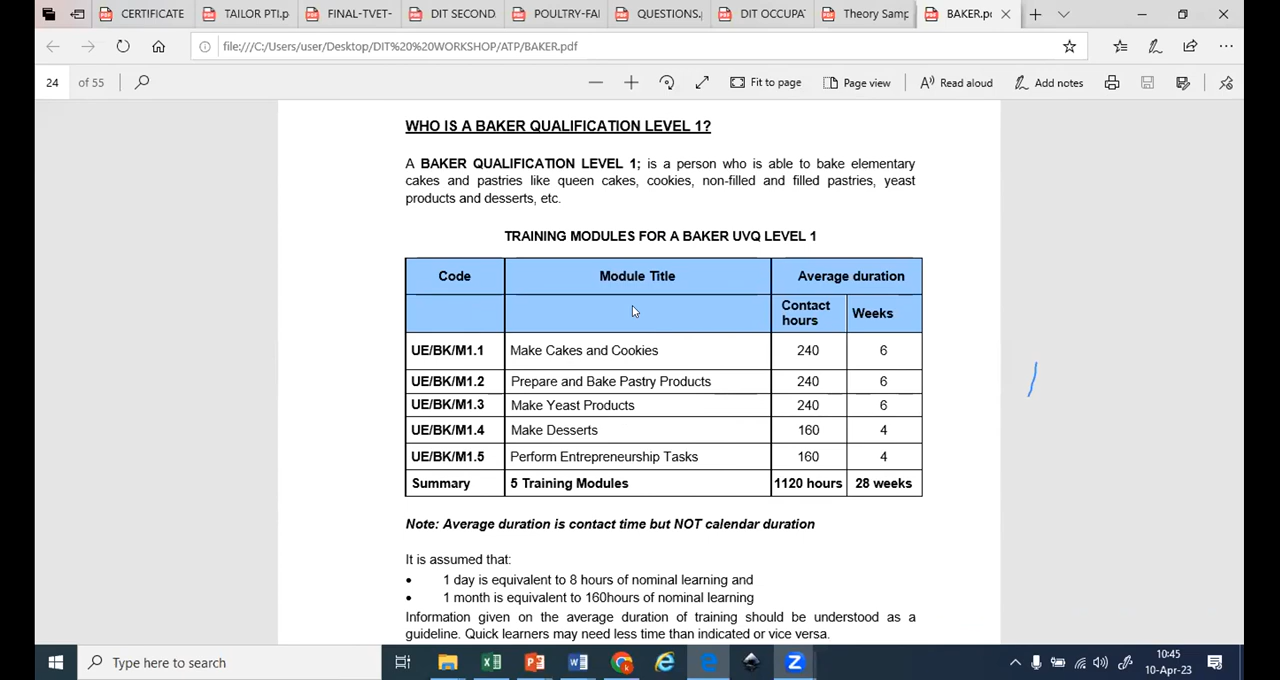 CERTIFICATE
TAILOR PTI.p
FINAL-TVET-
DIT SECOND
POULTRY-FAI
QUESTIONS.
DIT OCCUPAT
Theory Samp
BAKER.p
file:///C:/Users/user/Desktop/DIT%20%20WORKSHOP/ATP/BAKER.pdf
24 of 55
Fit to page
Page view
Read aloud
Add notes
WHO IS A BAKER QUALIFICATION LEVEL 1?
A BAKER QUALIFICATION LEVEL 1; is a person who is able to bake elementary
cakes and pastries like queen cakes, cookies, non-filled and filled pastries, yeast
products and desserts, etc.
TRAINING MODULES FOR A BAKER UVQ LEVEL 1
Code Module Title Average duration
Contact hours Weeks
UE/BK/M1.1 Make Cakes and Cookies 240 6
UE/BK/M1.2 Prepare and Bake Pastry Products 240 6
UE/BK/M1.3 Make Yeast Products 240 6
UE/BK/M1.4 Make Desserts 160 4
UE/BK/M1.5 Perform Entrepreneurship Tasks 160 4
Summary 5 Training Modules 1120 hours 28 weeks
Note: Average duration is contact time but NOT calendar duration
It is assumed that:
• 1 day is equivalent to 8 hours of nominal learning and
• 1 month is equivalent to 160hours of nominal learning
Information given on the average duration of training should be understood as a
guideline. Quick learners may need less time than indicated or vice versa.
Type here to search
10:45
10-Apr-23